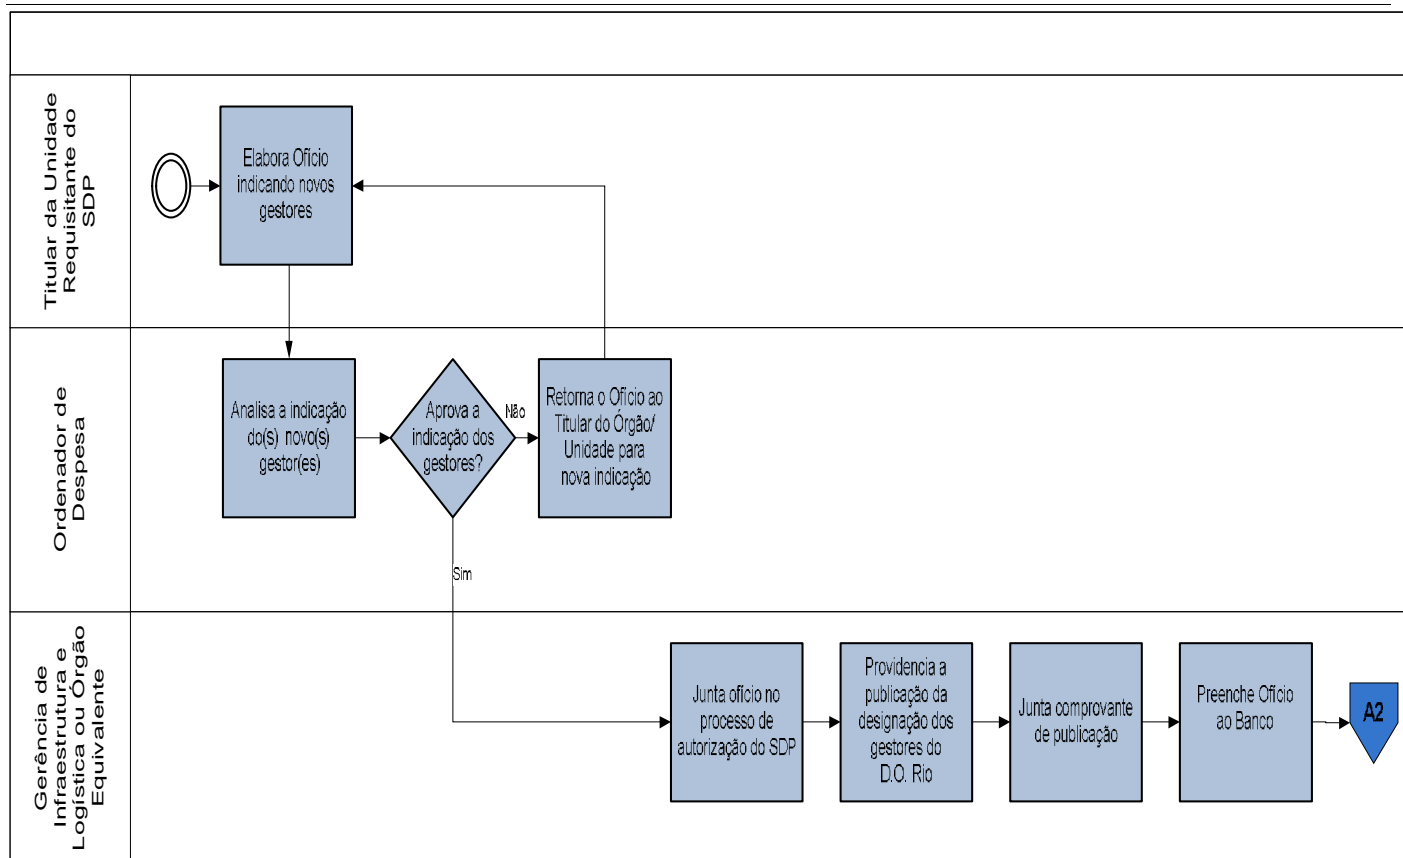 Titular da Unidade
Requisitante do
SDP
Elabora Ofício
indicando novos
gestores
Ordenador de
Despesa
Analisa a indicação
do(s) novo(s)
gestor(es)
Aprova a
indicação dos
gestores?
Não
Retorna o Ofício ao
Titular do Órgão/
Unidade para
nova indicação
Sim
Gerência de
Infraestrutura e
Logística ou Órgão
Equivalente
Junta ofício no
processo de
autorização do SDP
Providencia a
publicação da
designação dos
gestores do
D.O. Rio
Junta comprovante
de publicação
Preenche Ofício
ao Banco
A2